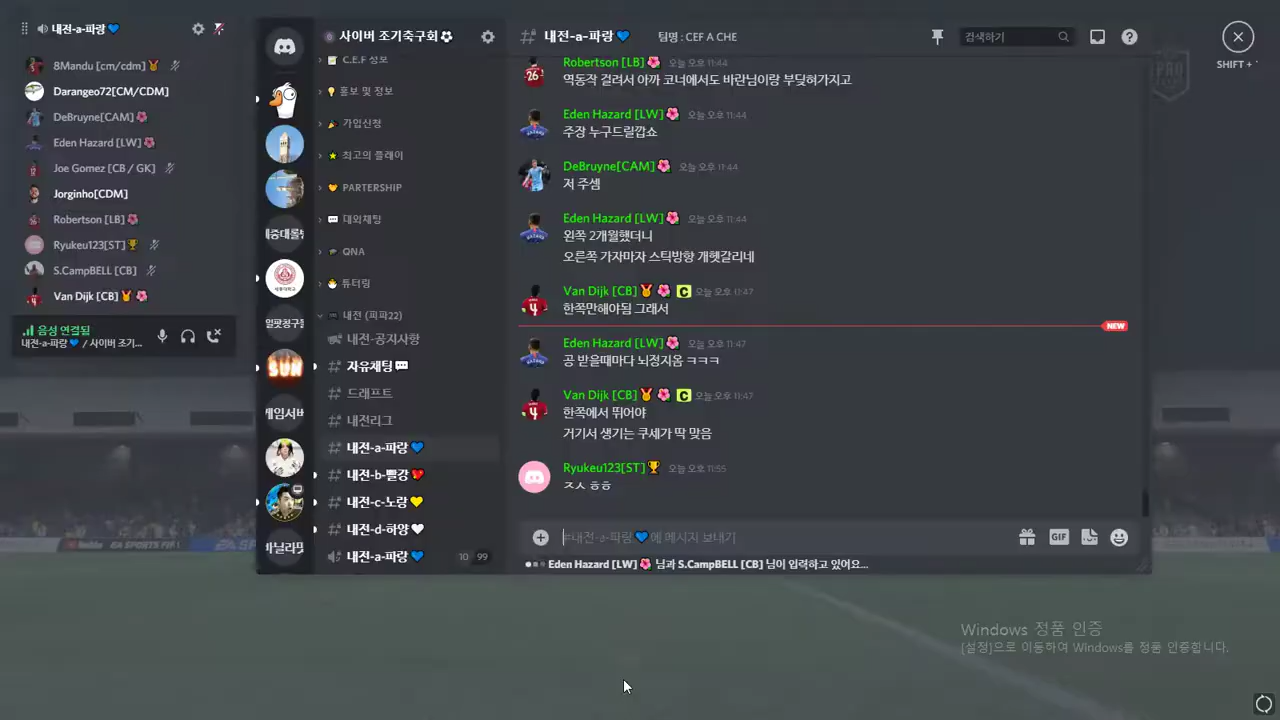 내전-a-파랑💙
8Mandu [cm/cdm]🏅
Darangeo72[CM/CDM]
DeBruyne[CAM]🌺
Eden Hazard [LW]🌺
Joe Gomez [CB / GK]
Jorginho[CDM]
Robertson [LB]🌺
Ryukeu123[ST]🏆
S.CampBELL [CB]
Van Dijk [CB]🏅🌺
음성 연결됨
내전-a-파랑💙 / 사이버 조기...
SUN
사이버 조기축구회⚽
C.E.F 정보
홍보 및 정보
가입신청
최고의 플레이
PARTERSHIP
대외채팅
QNA
튜터링
내전 (피파22)
내전-공지사항
자유채팅💬
드래프트
내전리그
내전-a-파랑💙
내전-b-빨강❤️
내전-c-노랑💛
내전-d-하양🤍
내전-a-파랑💙 10 99
내전-a-파랑💙 팀명 : CEF A CHE
검색하기
SHIFT + `
Robertson [LB]🌺 오늘 오후 11:44
역동작 걸려서 아까 코너에서도 바란님이랑 부딪혀가지고
Eden Hazard [LW]🌺 오늘 오후 11:44
주장 누구드릴깝쇼
DeBruyne[CAM]🌺 오늘 오후 11:44
저 주셈
Eden Hazard [LW]🌺 오늘 오후 11:44
왼쪽 2개월했더니
오른쪽 가자마자 스틱방향 개헷갈리네
Van Dijk [CB]🏅🌺 C 오늘 오후 11:47
한쪽만해야됨 그래서
NEW
Eden Hazard [LW]🌺 오늘 오후 11:47
공 받을때마다 뇌정지옴 ㅋㅋㅋ
Van Dijk [CB]🏅🌺 C 오늘 오후 11:47
한쪽에서 뛰어야
거기서 생기는 쿠세가 딱 맞음
Ryukeu123[ST]🏆 오늘 오후 11:55
ㅈㅅ ㅎㅎ
#내전-a-파랑💙에 메시지 보내기
GIF
Eden Hazard [LW]🌺 님과 S.CampBELL [CB] 님이 입력하고 있어요...
Windows 정품 인증
[설정]으로 이동하여 Windows를 정품 인증합니다.